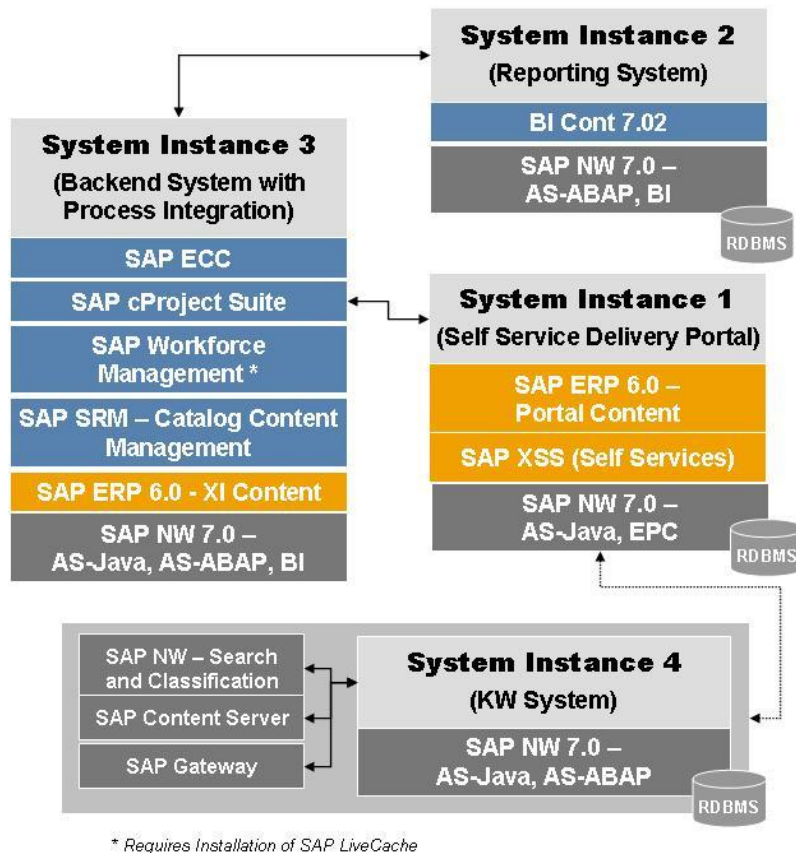 System Instance 2
(Reporting System)
BI Cont 7.02
SAP NW 7.0 –
AS-ABAP, BI
RDBMS
System Instance 3
(Backend System with
Process Integration)
SAP ECC
SAP cProject Suite
SAP Workforce
Management *
SAP SRM – Catalog Content
Management
SAP ERP 6.0 - XI Content
SAP NW 7.0 –
AS-Java, AS-ABAP, BI
System Instance 1
(Self Service Delivery Portal)
SAP ERP 6.0 –
Portal Content
SAP XSS (Self Services)
SAP NW 7.0 –
AS-Java, EPC
RDBMS
SAP NW – Search
and Classification
SAP Content Server
SAP Gateway
System Instance 4
(KW System)
SAP NW 7.0 –
AS-Java, AS-ABAP
RDBMS
* Requires Installation of SAP LiveCache